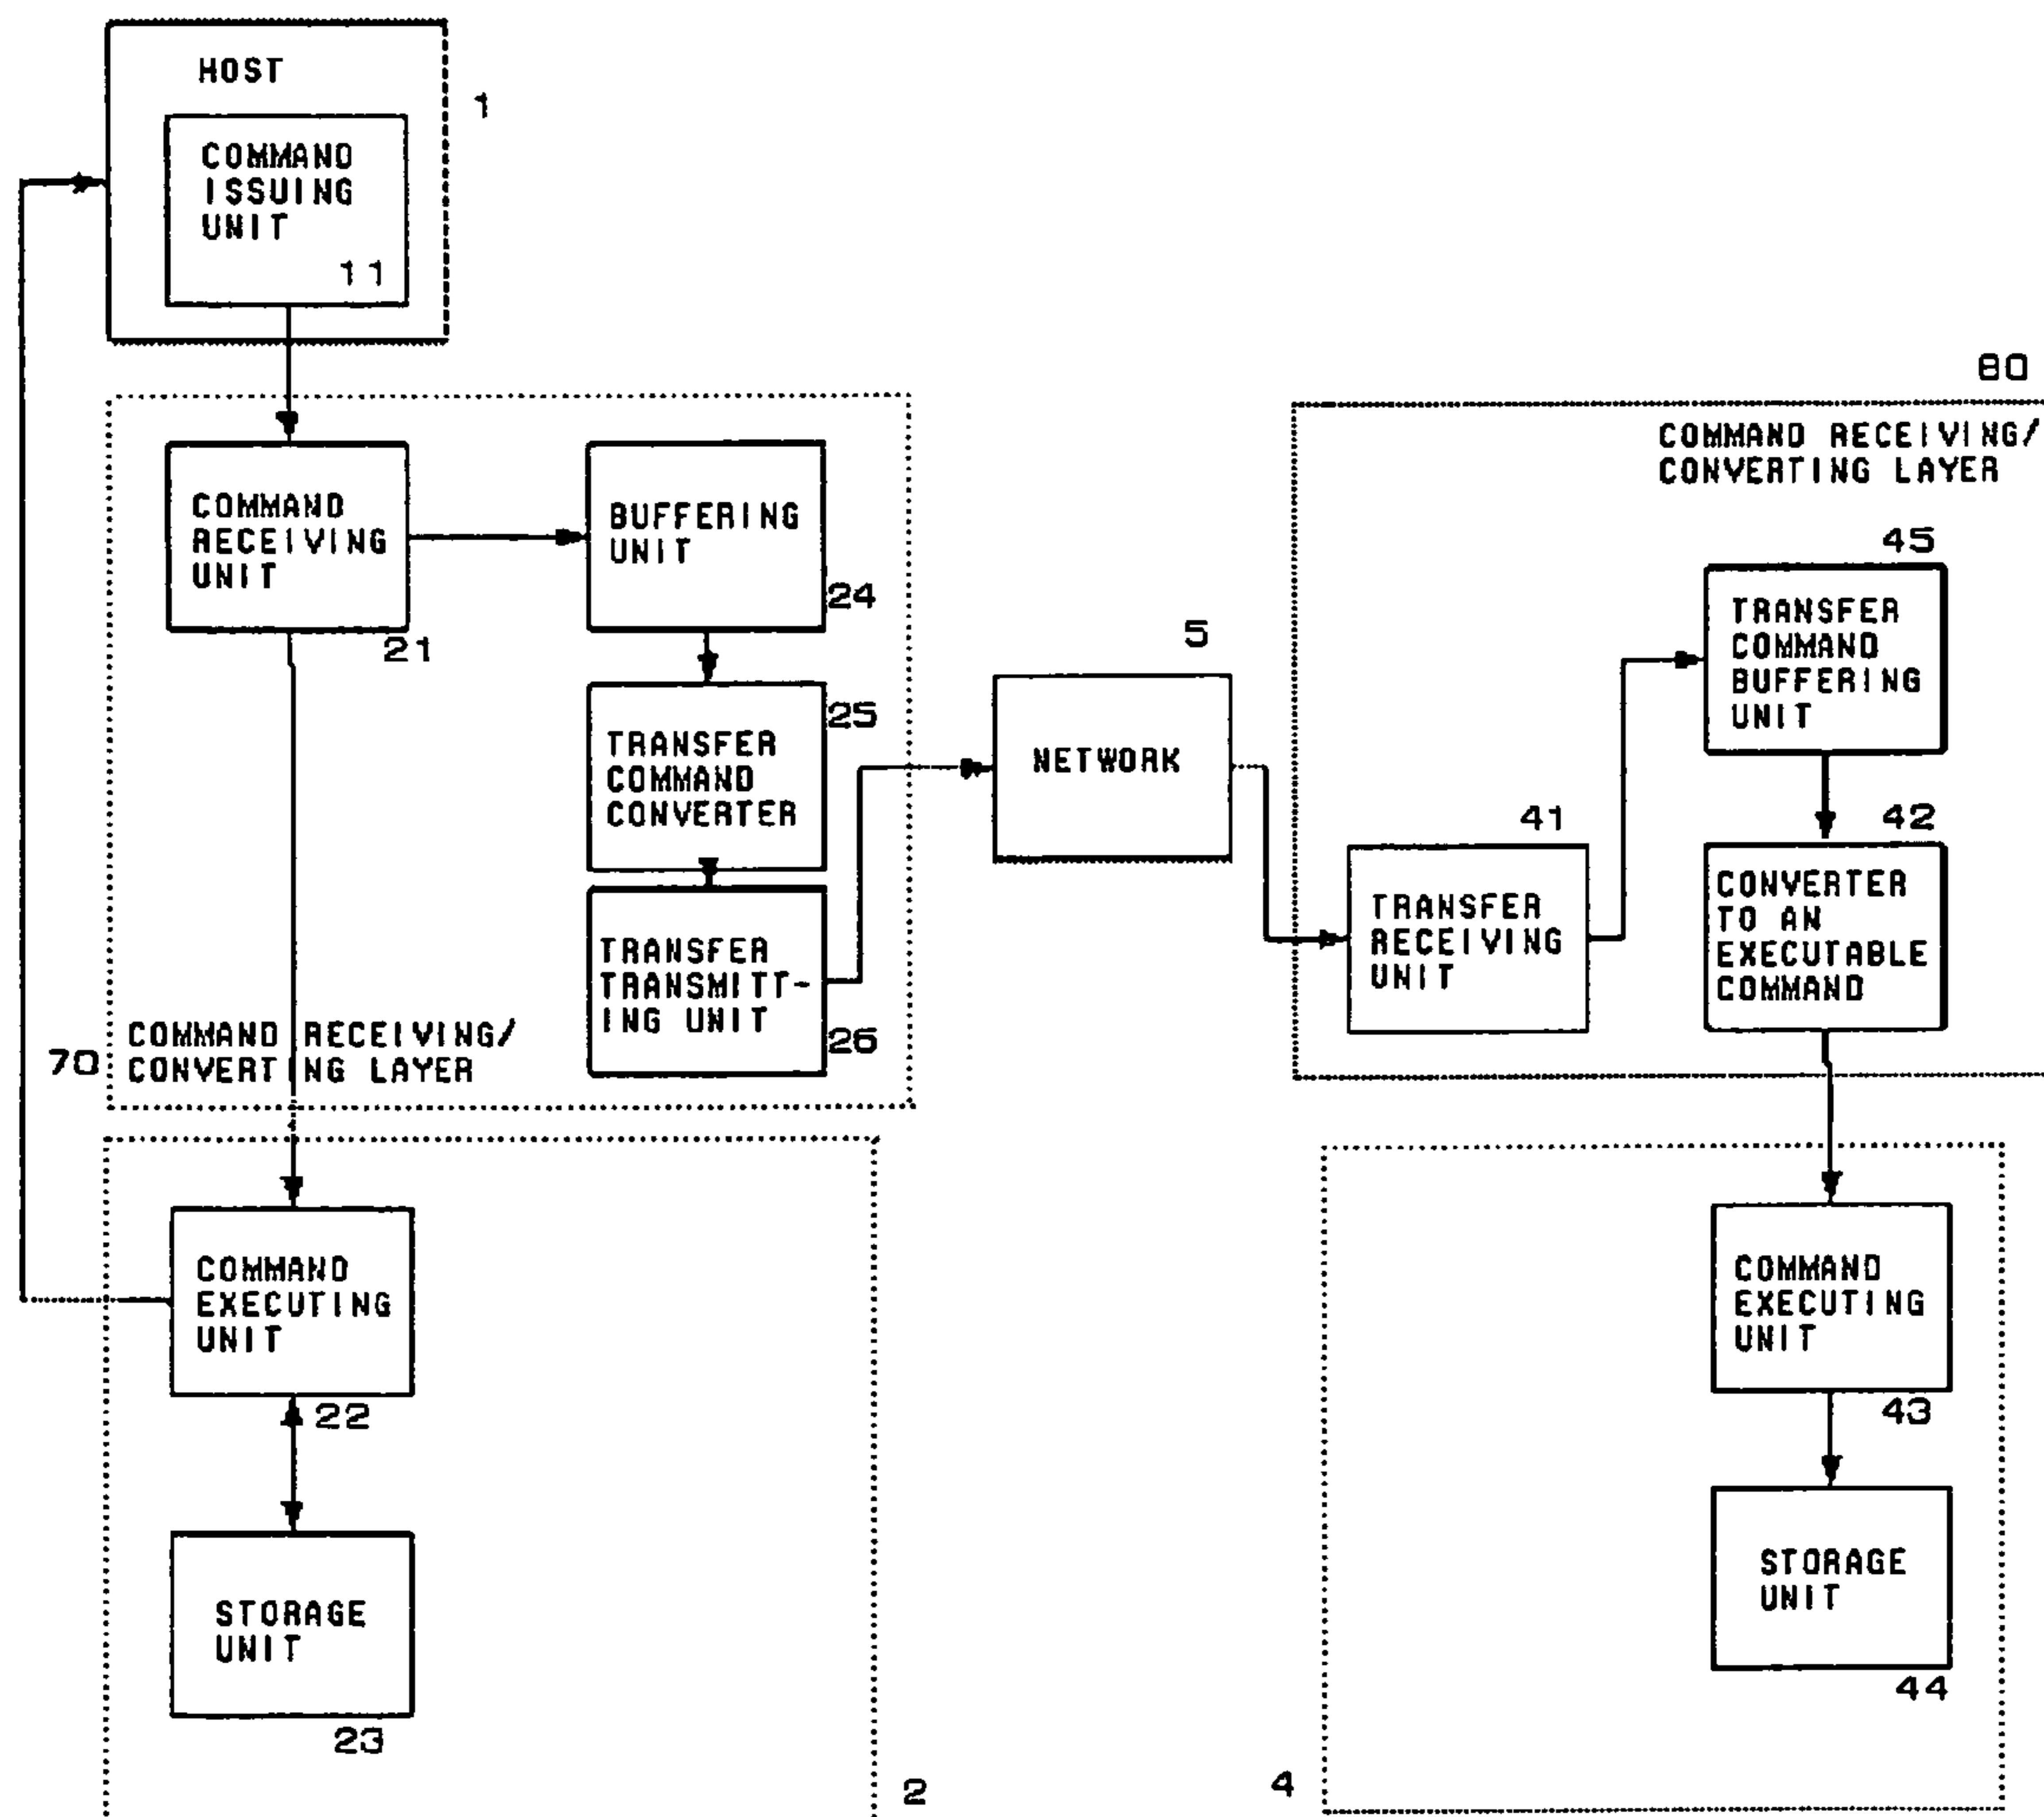 HOST
1
COMMAND
ISSUING
UNIT
11
80
COMMAND RECEIVING/
CONVERTING LAYER
COMMAND
RECEIVING
UNIT
21
BUFFERING
UNIT
24
25
TRANSFER
COMMAND
CONVERTER
TRANSFER
TRANSMITT-
ING UNIT
26
70
COMMAND RECEIVING/
CONVERTING LAYER
5
NETWORK
41
TRANSFER
RECEIVING
UNIT
45
TRANSFER
COMMAND
BUFFERING
UNIT
42
CONVERTER
TO AN
EXECUTABLE
COMMAND
COMMAND
EXECUTING
UNIT
22
STORAGE
UNIT
23
2
COMMAND
EXECUTING
UNIT
43
STORAGE
UNIT
44
4